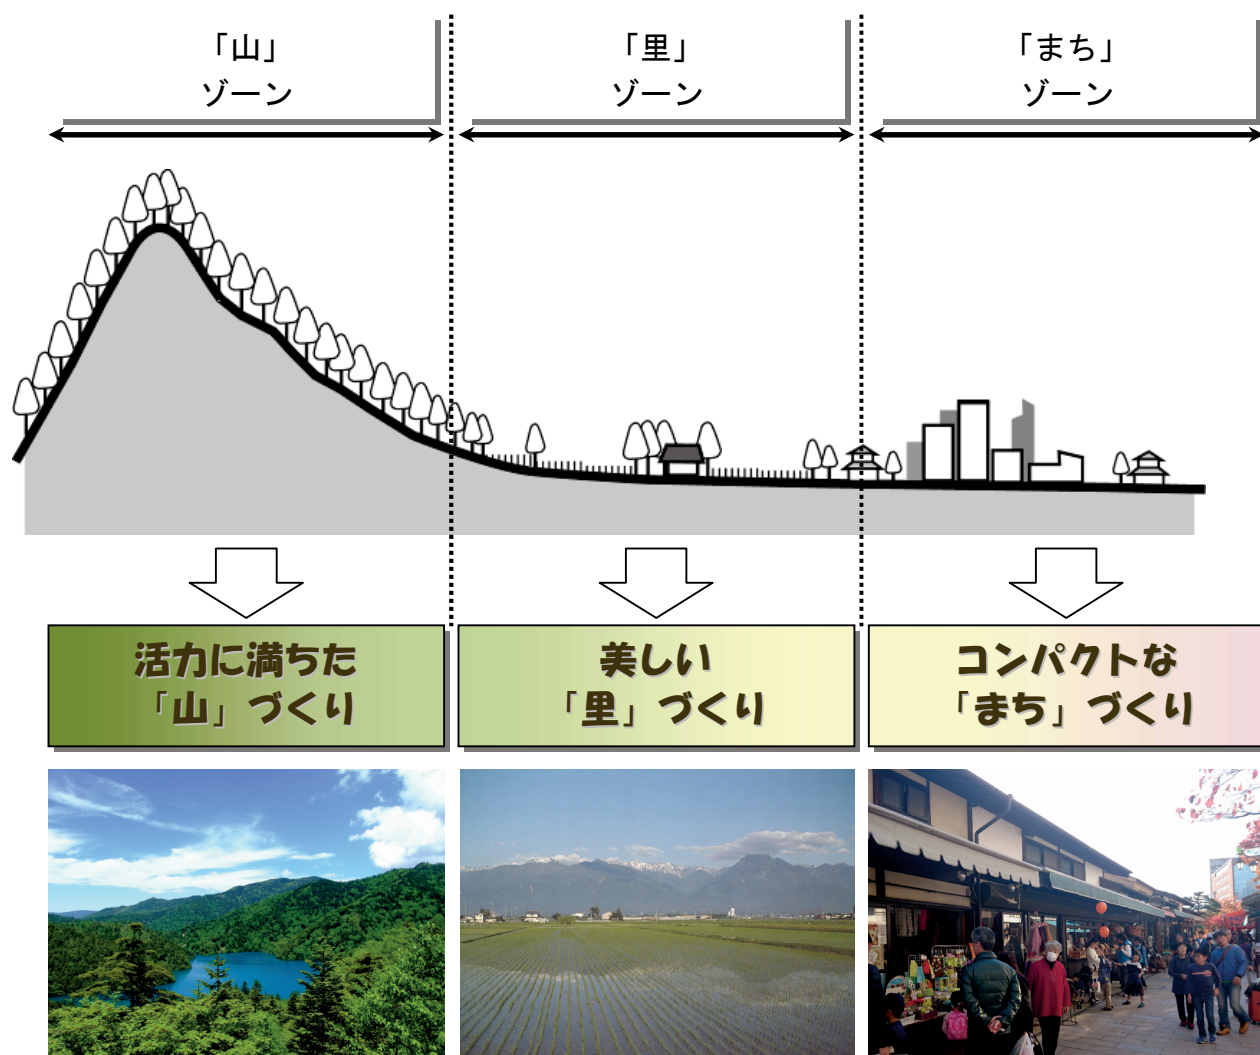 「山」
ゾーン
「里」
ゾーン
「まち」
ゾーン
活力に満ちた
「山」づくり
美しい
「里」づくり
コンパクトな
「まち」づくり